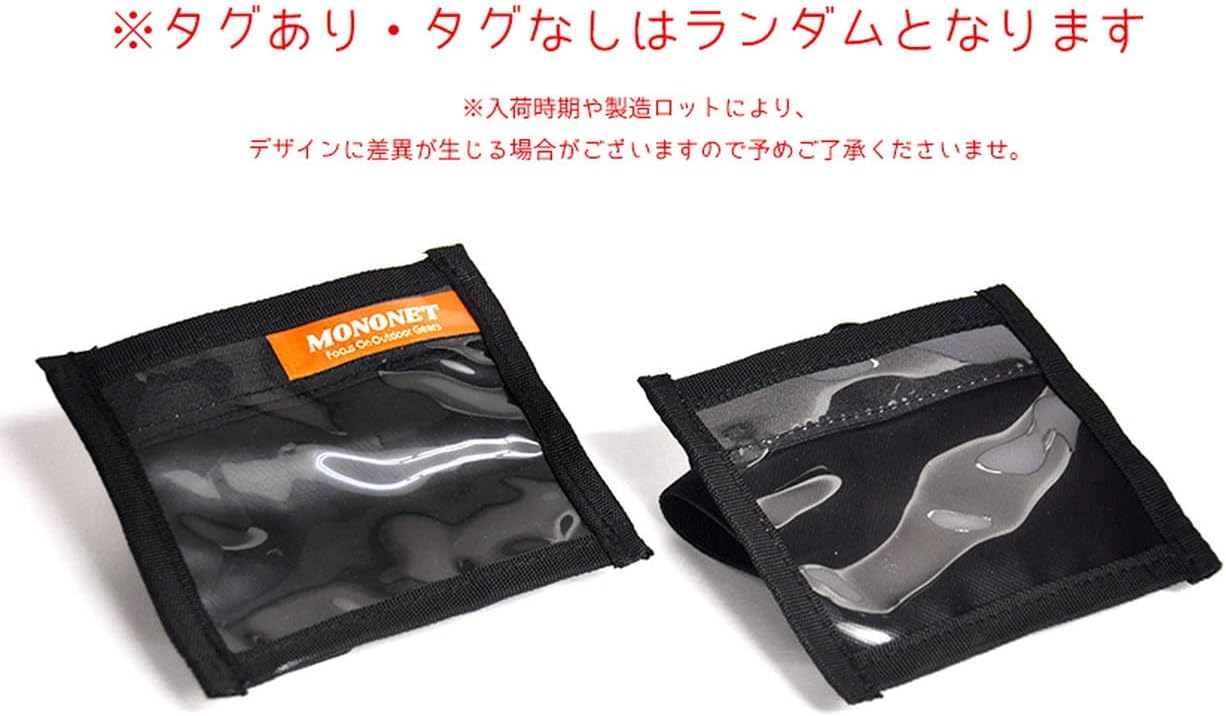 ※タグあり・タグなしはランダムとなります
※入荷時期や製造ロットにより、
デザインに差異が生じる場合がございますので予めご了承くださいませ。
MONONET
Focus On Outdoor Gears